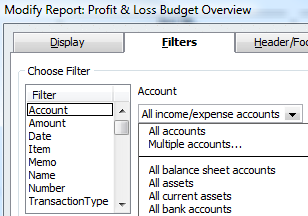 Modify Report: Profit & Loss Budget Overview
Display
Filters
Header/Foo
Choose Filter
Filter
Account
Amount
Date
Item
Memo
Name
Number
TransactionType
Account
All income/expense accounts
All accounts
Multiple accounts...
All balance sheet accounts
All assets
All current assets
All bank accounts